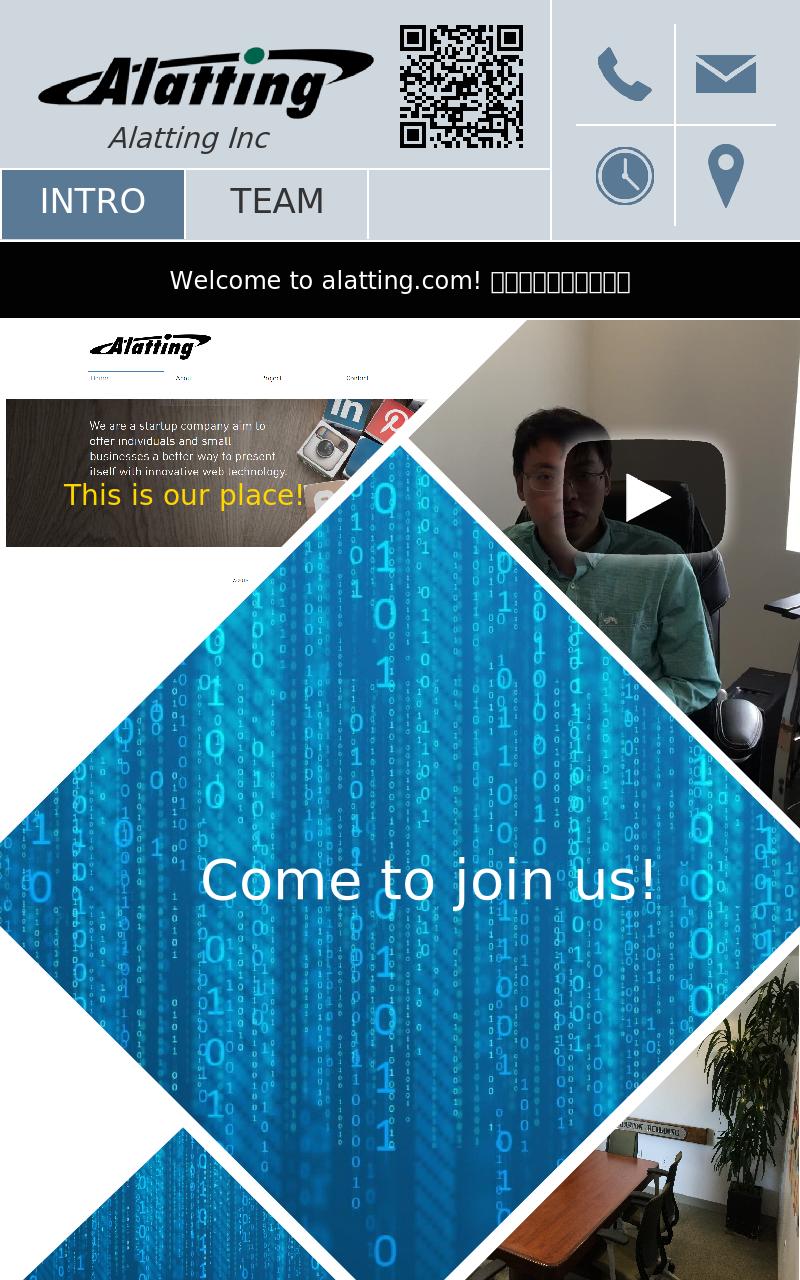 Alatting
Alatting Inc
INTRO
TEAM
Welcome to alatting.com!
Alatting
Home
About
Project
Contact
We are a startup company aim to
offer individuals and small
businesses a better way to present
itself with innovative web technology.
This is our place!
in
Come to join us!